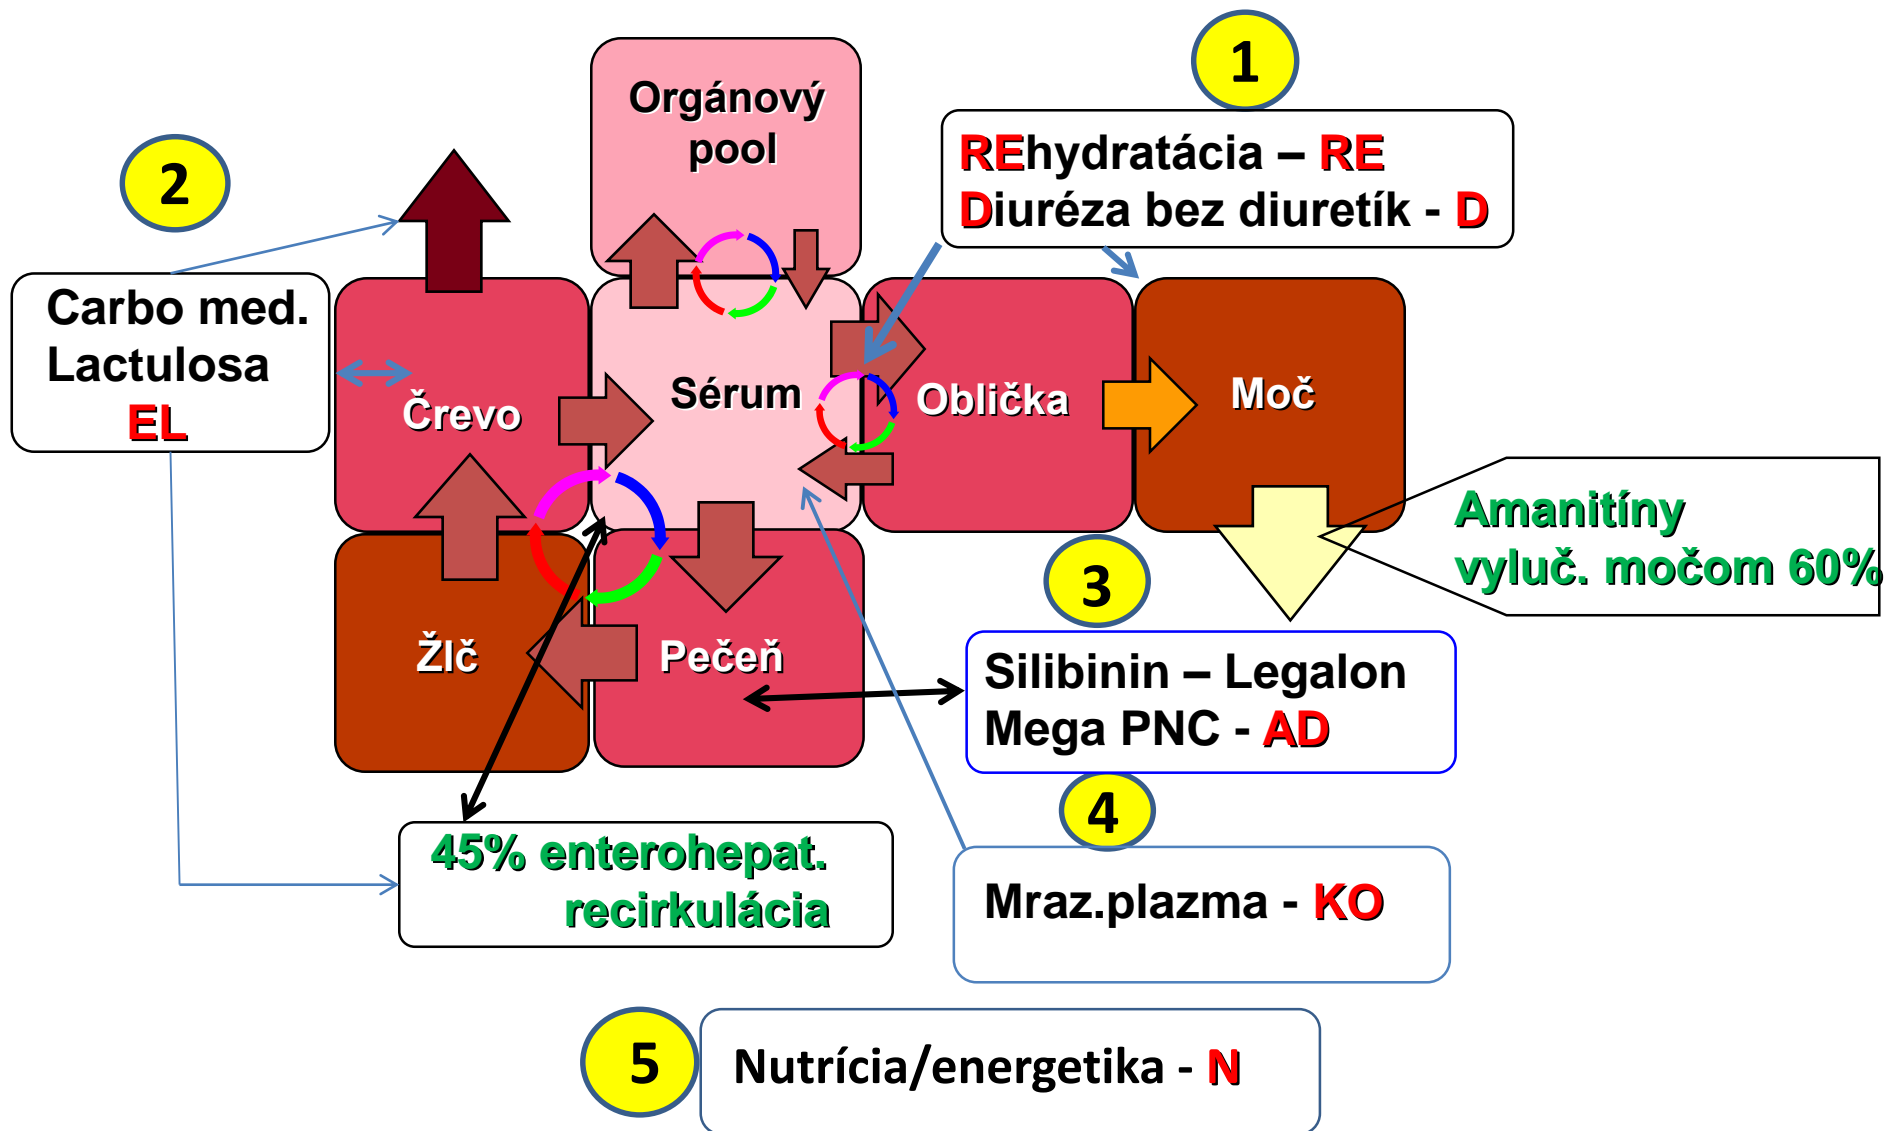 1
REhydratácia – RE
Diuréza bez diuretík - D
2
Carbo med.
Lactulosa
EL
Orgánový
pool
Črevo
Sérum
Oblička
Moč
Amanitíny
vyluč. močom 60%
Žlč
Pečeň
3
Silibinin – Legalon
Mega PNC - AD
45% enterohepat.
recirkulácia
4
Mraz.plazma - KO
5
Nutrícia/energetika - N